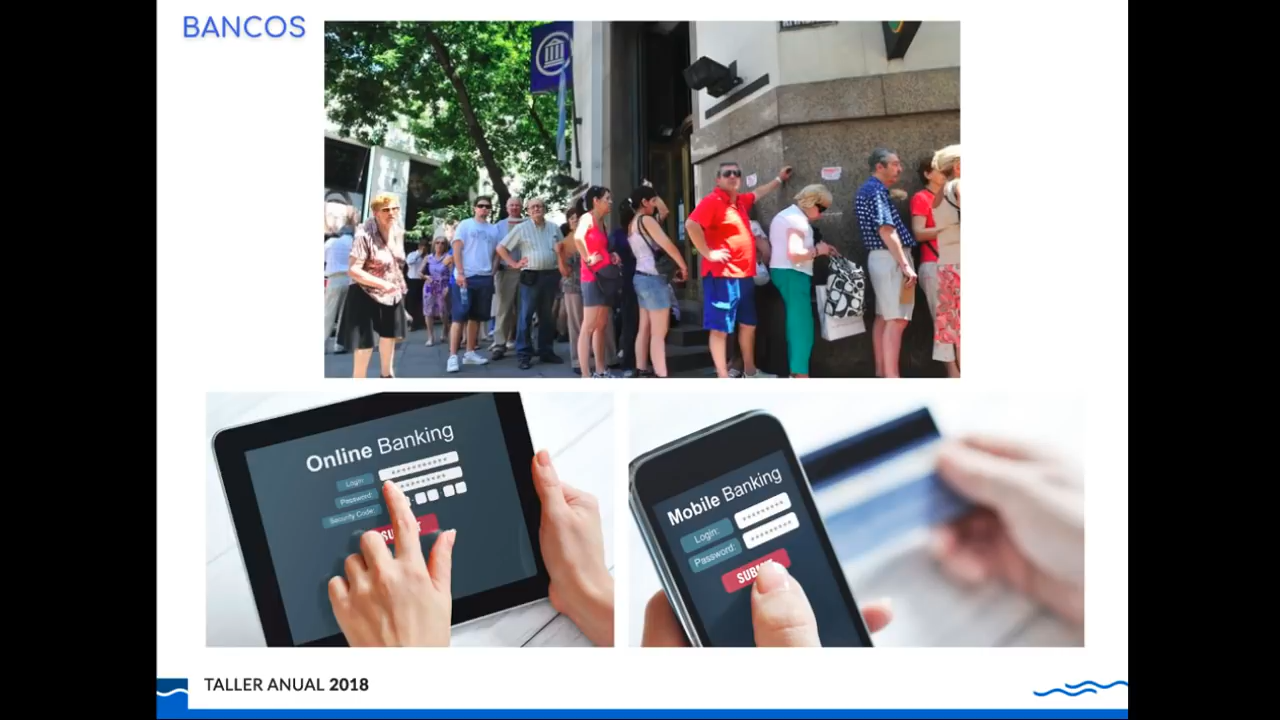 BANCOS
Online Banking
Login
Password:
Security Code:
Mobile Banking
Login:
Password:
TALLER ANUAL 2018